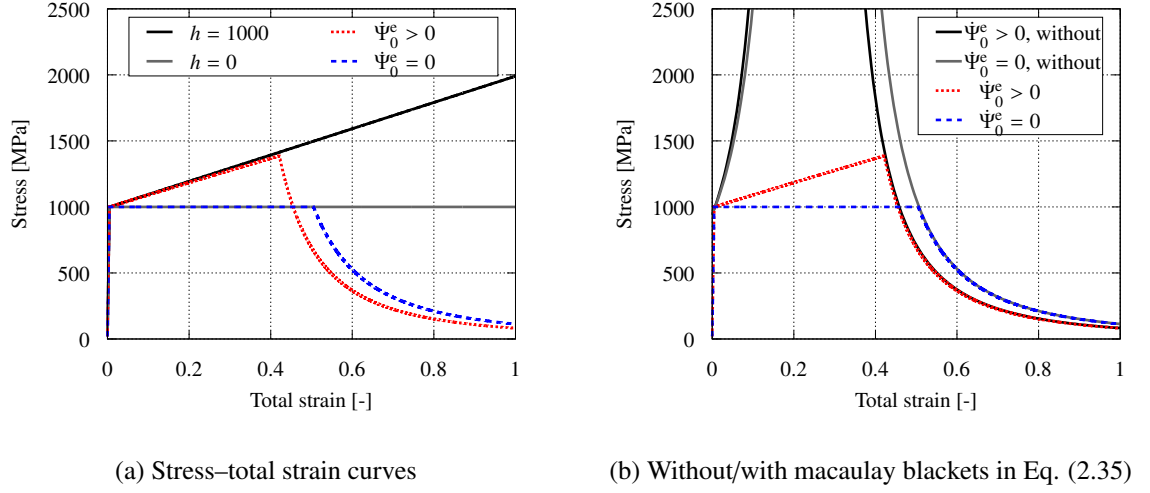 h = 1000
h = 0
Ψ̇₀ᵉ > 0
Ψ̇₀ᵉ = 0
2500
2000
1500
1000
500
0
Stress [MPa]
0 0.2 0.4 0.6 0.8 1
Total strain [-]
(a) Stress–total strain curves
Ψ̇₀ᵉ > 0, without
Ψ̇₀ᵉ = 0, without
Ψ̇₀ᵉ > 0
Ψ̇₀ᵉ = 0
2500
2000
1500
1000
500
0
Stress [MPa]
0 0.2 0.4 0.6 0.8 1
Total strain [-]
(b) Without/with macaulay blackets in Eq. (2.35)